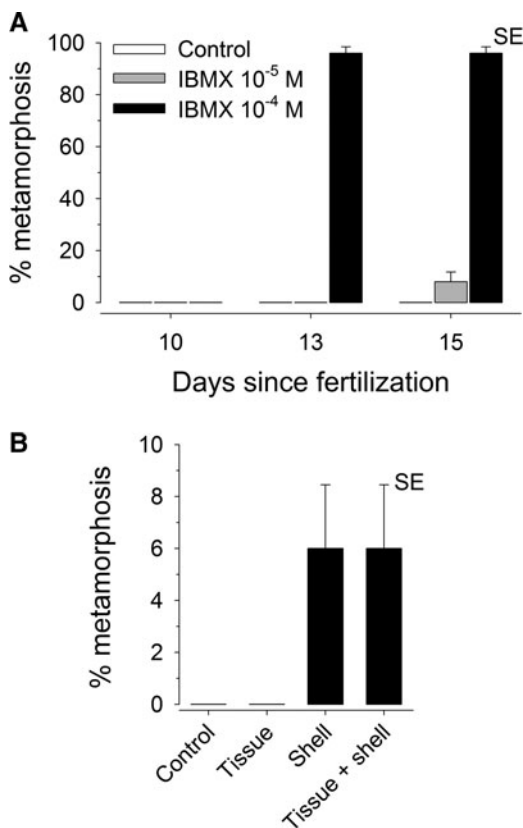 A
100
SE
Control
80
IBMX 10⁻⁵ M
IBMX 10⁻⁴ M
60
40
20
0
% metamorphosis
10 13 15
Days since fertilization
B
10
SE
8
6
4
2
0
% metamorphosis
Control Tissue Shell Tissue + shell